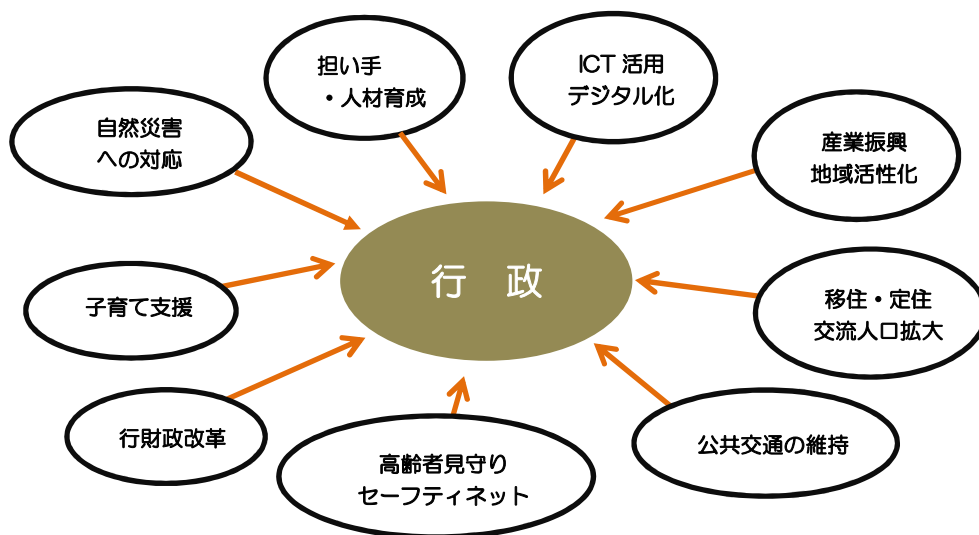 担い手
・人材育成
ICT 活用
デジタル化
自然災害
への対応
産業振興
地域活性化
行　政
子育て支援
移住・定住
交流人口拡大
行財政改革
高齢者見守り
セーフティネット
公共交通の維持